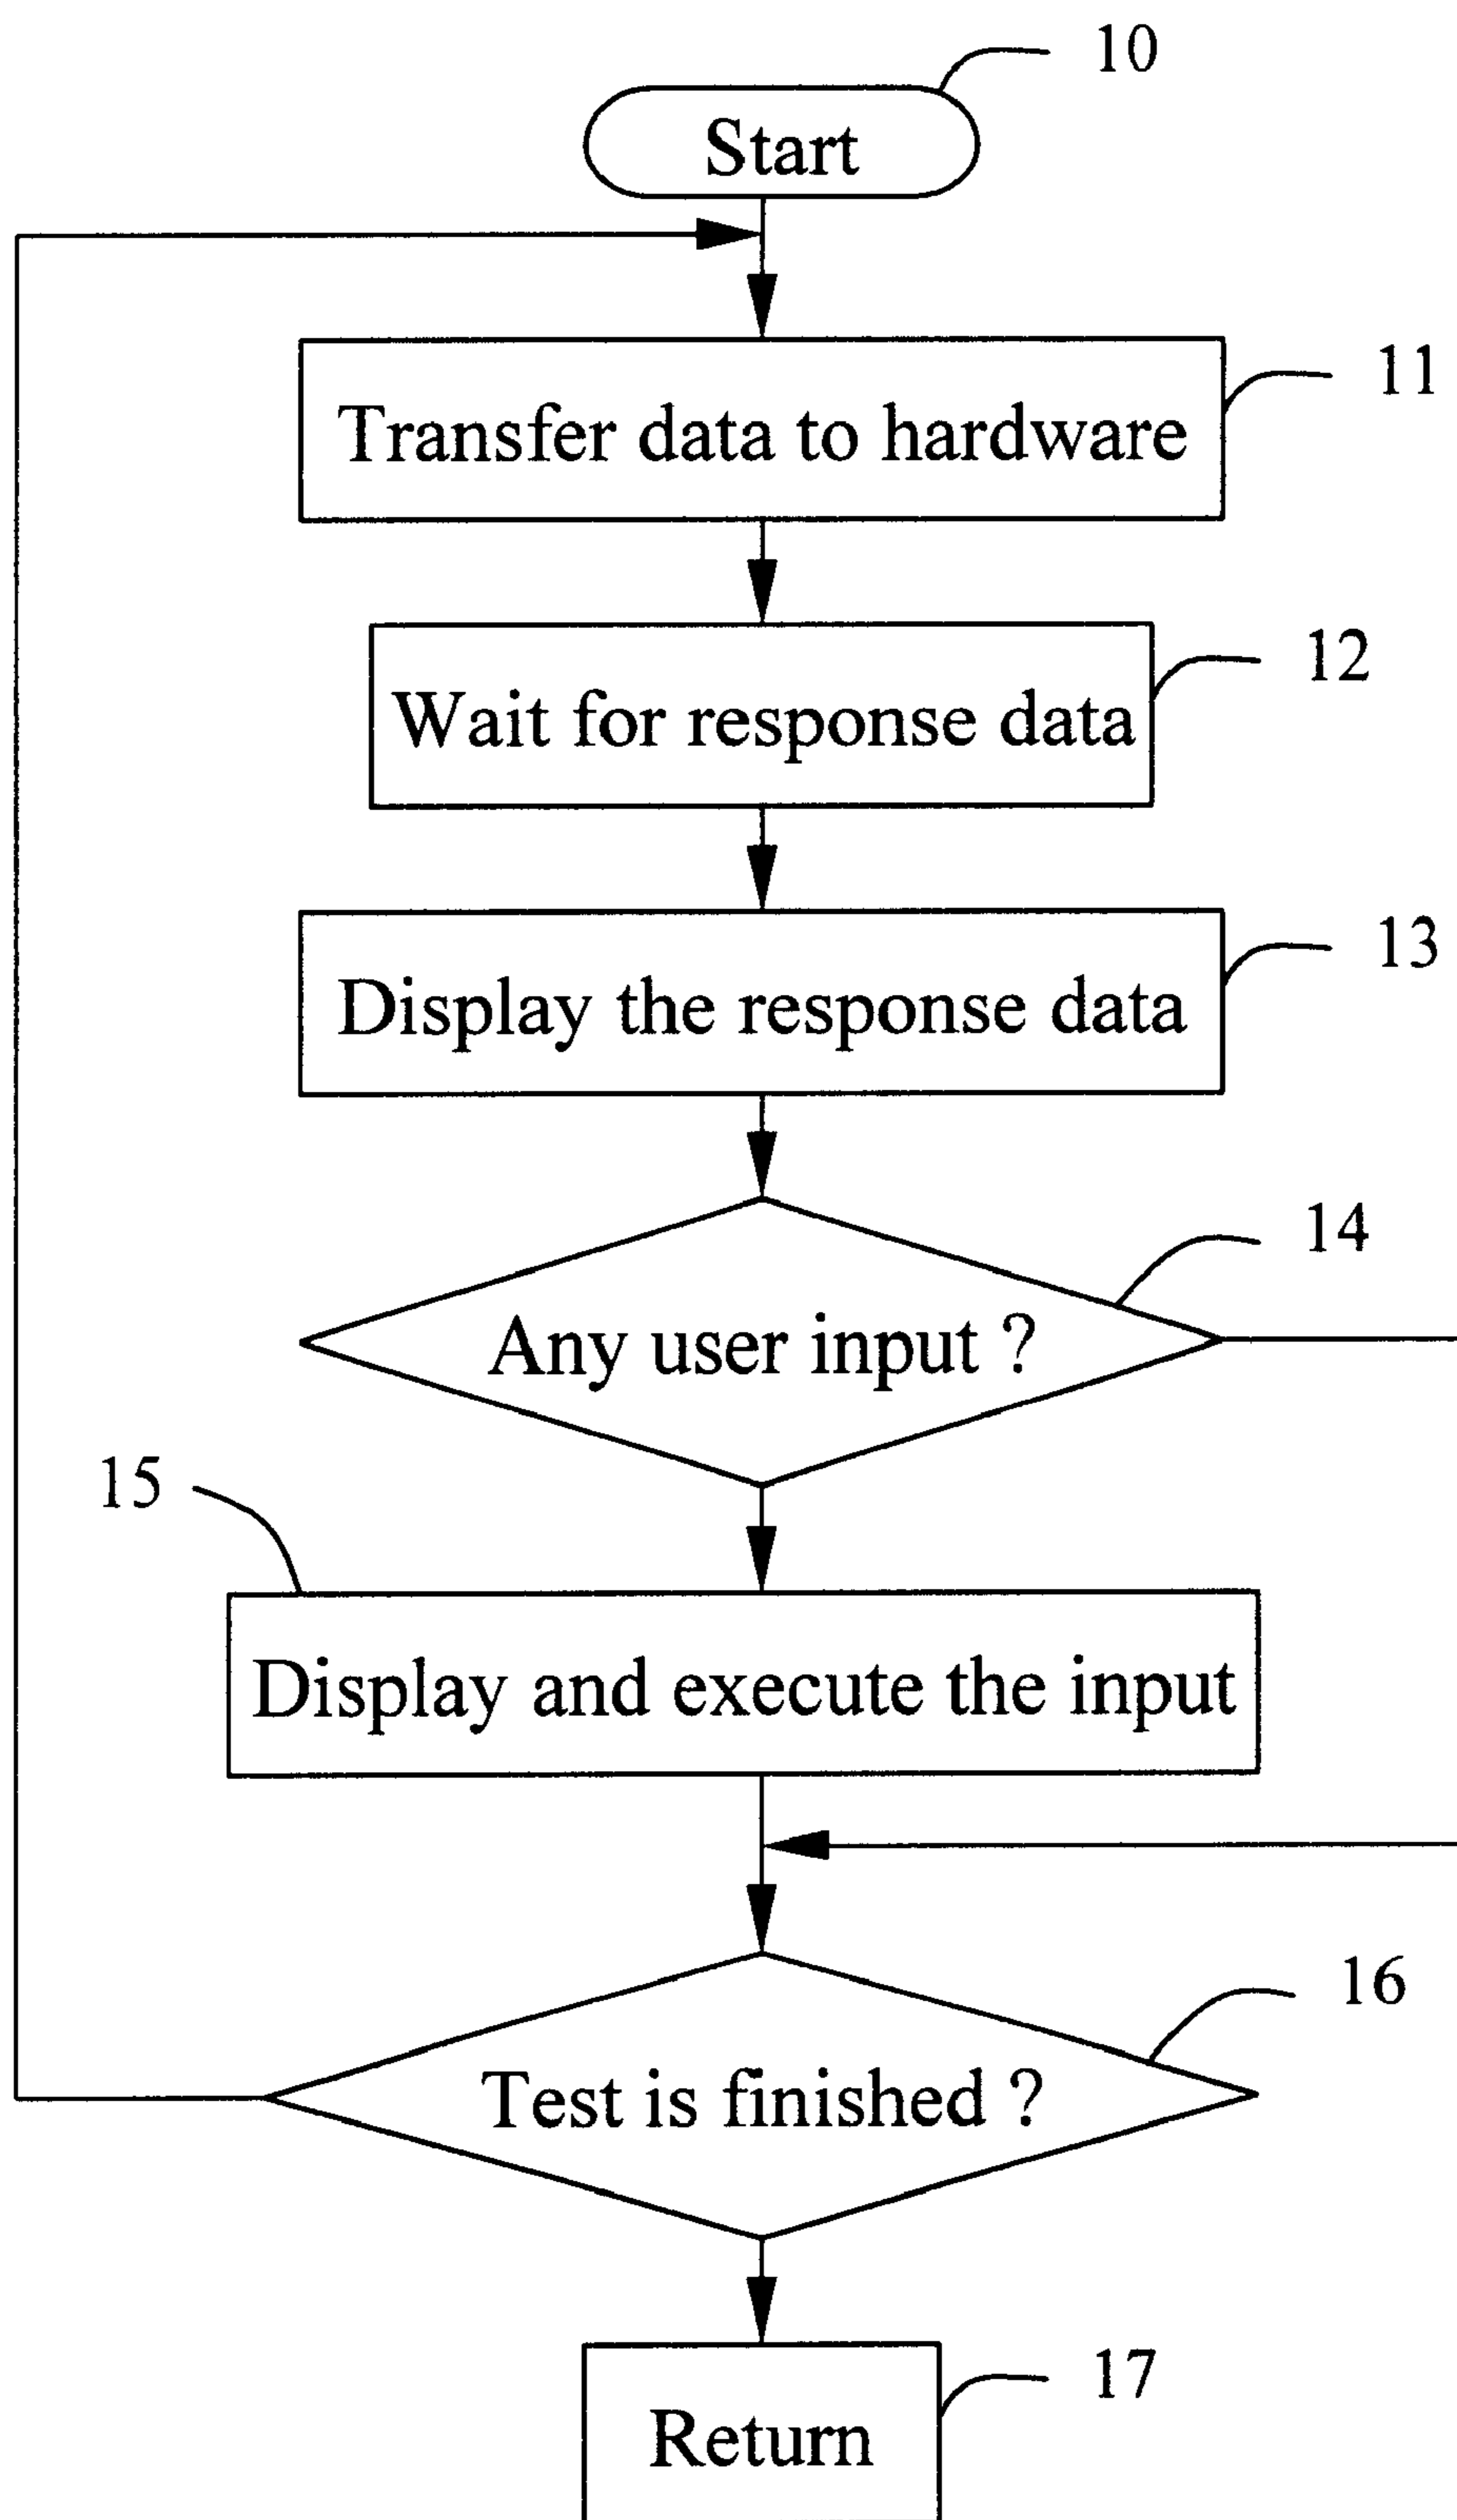 10
Start
11
Transfer data to hardware
12
Wait for response data
13
Display the response data
14
Any user input ?
15
Display and execute the input
16
Test is finished ?
17
Return